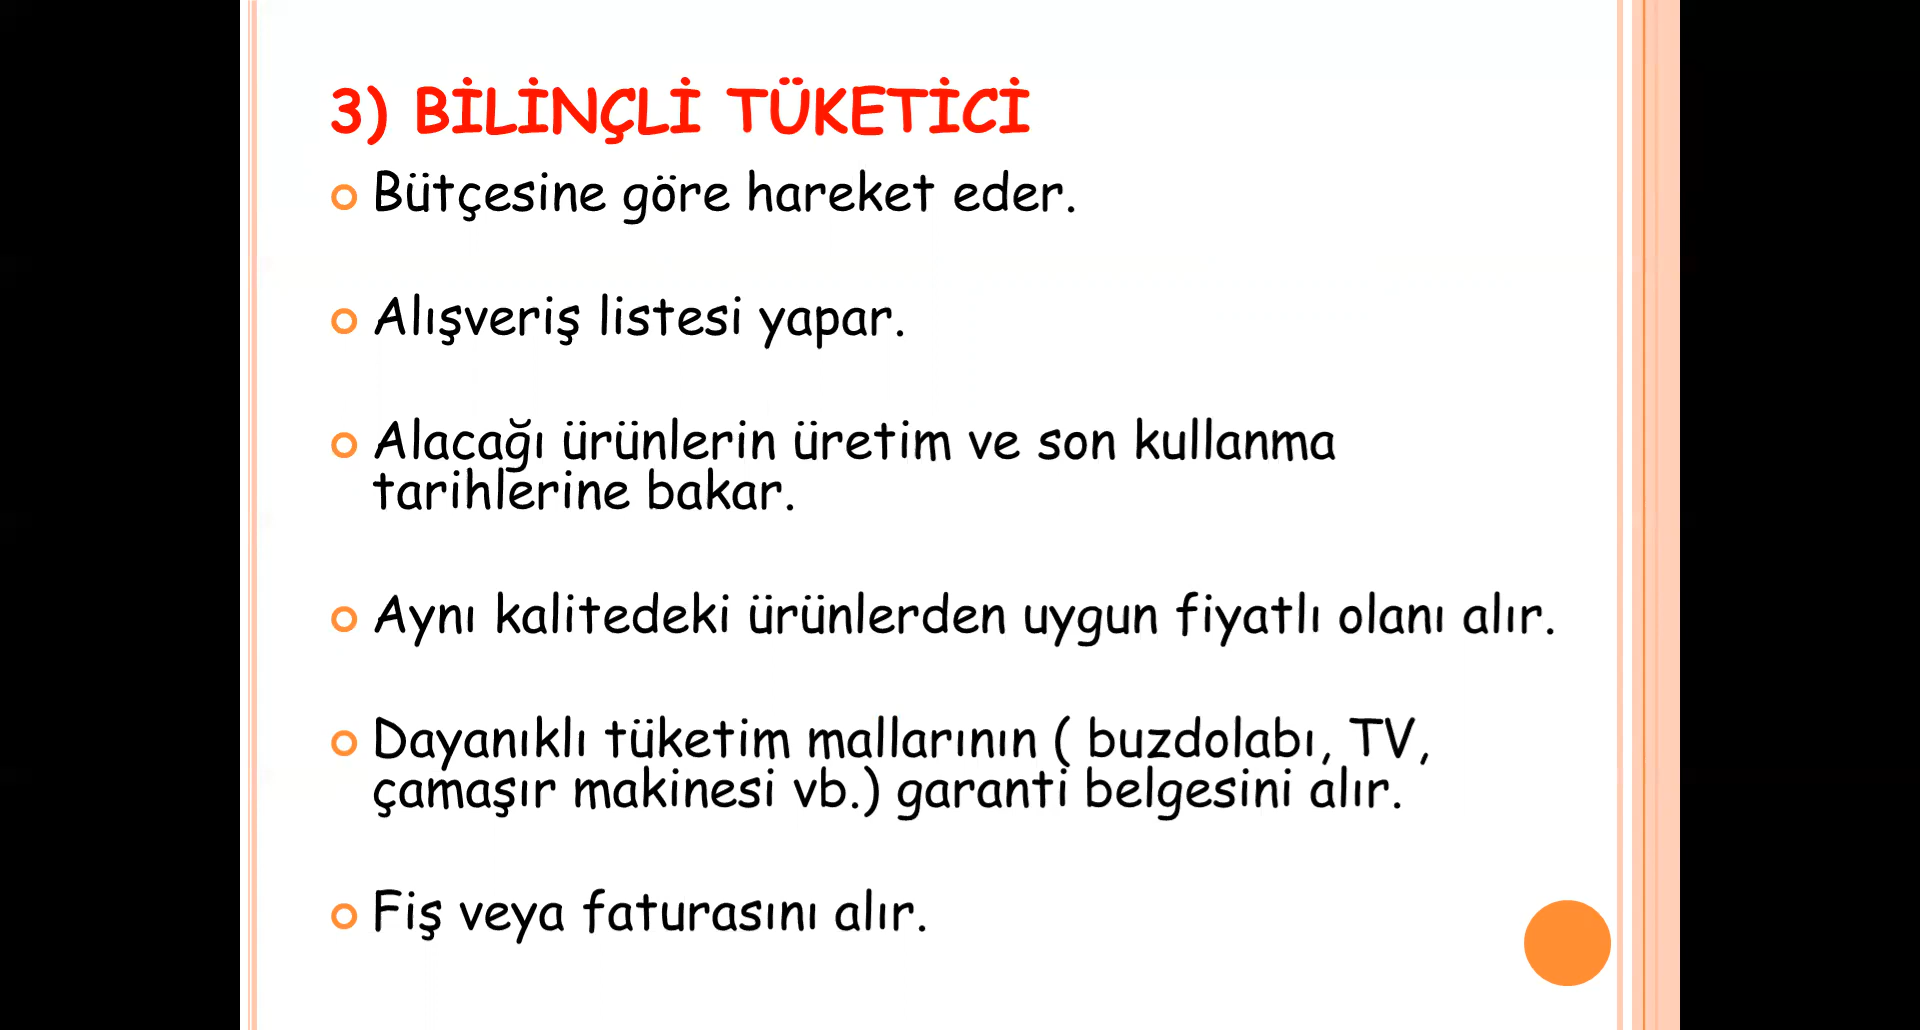 3) BİLİNÇLİ TÜKETİCİ
Bütçesine göre hareket eder.
Alışveriş listesi yapar.
Alacağı ürünlerin üretim ve son kullanma
tarihlerine bakar.
Aynı kalitedeki ürünlerden uygun fiyatlı olanı alır.
Dayanıklı tüketim mallarının ( buzdolabı, TV,
çamaşır makinesi vb.) garanti belgesini alır.
Fiş veya faturasını alır.